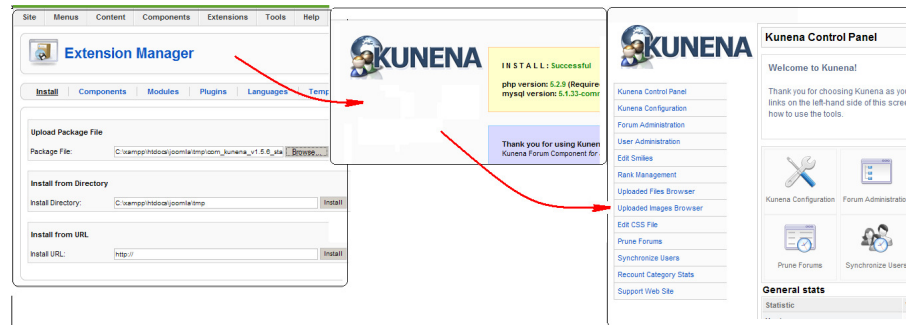 Site Menus Content Components Extensions Tools Help
Extension Manager
Install Components Modules Plugins Languages Temp
Upload Package File
Package File: C:\xampp\htdocs\joomla\tmp\com_kunena_v1.5.6_sta Browse...
Install from Directory
Install Directory: C:\xampp\htdocs\joomla\tmp Install
Install from URL
Install URL: http:// Install
KUNENA
INSTALL : Successful
php version: 5.2.9 (Require
mysql version: 5.1.33-comm
Thank you for using Kunen
Kunena Forum Component for
KUNENA
Kunena Control Panel
Kunena Configuration
Forum Administration
User Administration
Edit Smilies
Rank Management
Uploaded Files Browser
Uploaded Images Browser
Edit CSS File
Prune Forums
Synchronize Users
Recount Category Stats
Support Web Site
Kunena Control Panel
Welcome to Kunena!
Thank you for choosing Kunena as you
links on the left-hand side of this scree
how to use the tools.
Kunena Configuration Forum Administratio
Prune Forums Synchronize Users
General stats
Statistic